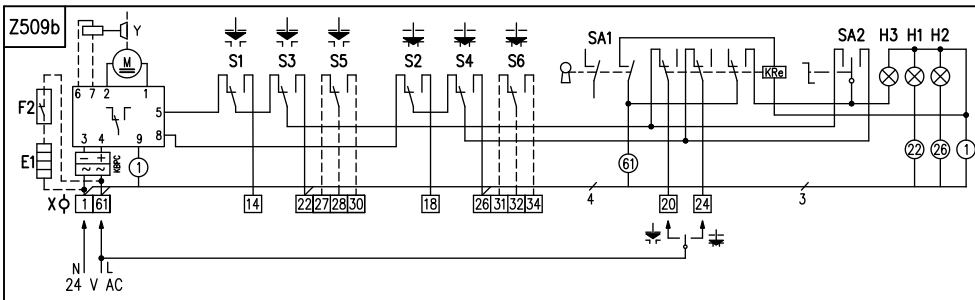 Z509b
Y
M
S1 S3 S5 S2 S4 S6
SA1
SA2 H3 H1 H2
KRe
6 7 2 1
5
8
F2
3 4 9
E1
KBPC
1
61
22 26 1
X 1 61 14 22 27 28 30 18 26 31 32 34 4 20 24 3
N L
24 V AC